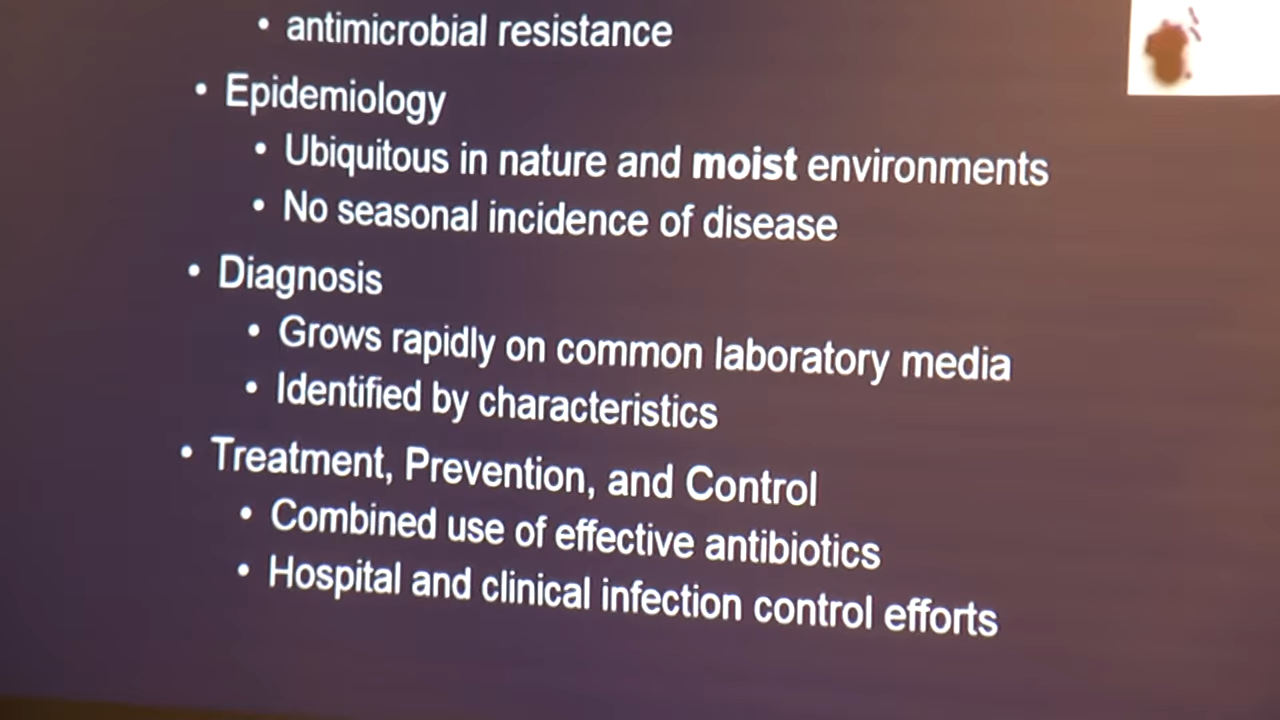 • antimicrobial resistance
• Epidemiology
• Ubiquitous in nature and moist environments
• No seasonal incidence of disease
• Diagnosis
• Grows rapidly on common laboratory media
• Identified by characteristics
• Treatment, Prevention, and Control
• Combined use of effective antibiotics
• Hospital and clinical infection control efforts